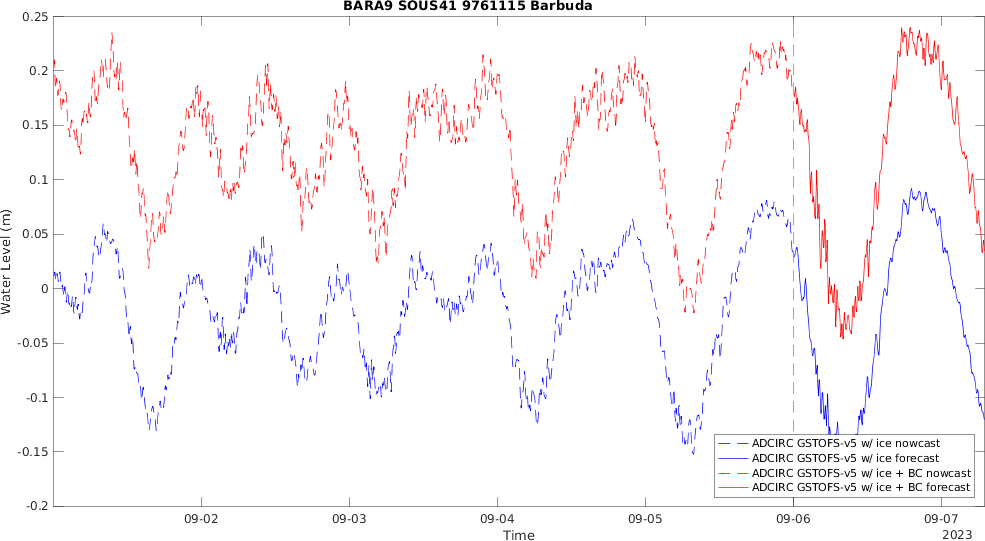 BARA9 SOUS41 9761115 Barbuda
0.25
0.2
0.15
0.1
0.05
0
-0.05
-0.1
-0.15
-0.2
Water Level (m)
ADCIRC GSTOFS-v5 w/ ice nowcast
ADCIRC GSTOFS-v5 w/ ice forecast
ADCIRC GSTOFS-v5 w/ ice + BC nowcast
ADCIRC GSTOFS-v5 w/ ice + BC forecast
09-02 09-03 09-04 09-05 09-06 09-07
Time
2023